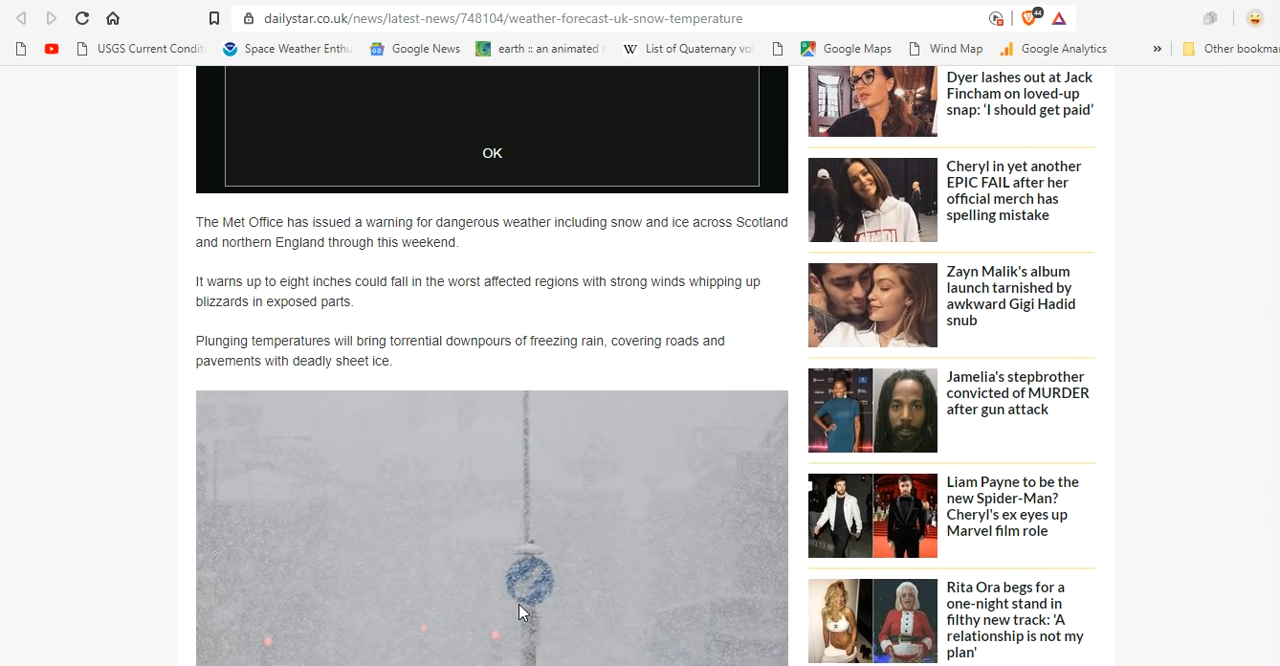 dailystar.co.uk/news/latest-news/748104/weather-forecast-uk-snow-temperature
44
USGS Current Condit
Space Weather Enthu
Google News
earth :: an animated
W List of Quaternary vo
Google Maps
Wind Map
Google Analytics
»
Other bookma
OK
The Met Office has issued a warning for dangerous weather including snow and ice across Scotland
and northern England through this weekend.
It warns up to eight inches could fall in the worst affected regions with strong winds whipping up
blizzards in exposed parts.
Plunging temperatures will bring torrential downpours of freezing rain, covering roads and
pavements with deadly sheet ice.
Dyer lashes out at Jack
Fincham on loved-up
snap: ‘I should get paid’
Cheryl in yet another
EPIC FAIL after her
official merch has
spelling mistake
Zayn Malik's album
launch tarnished by
awkward Gigi Hadid
snub
Jamelia's stepbrother
convicted of MURDER
after gun attack
Liam Payne to be the
new Spider-Man?
Cheryl's ex eyes up
Marvel film role
Rita Ora begs for a
one-night stand in
filthy new track: 'A
relationship is not my
plan'